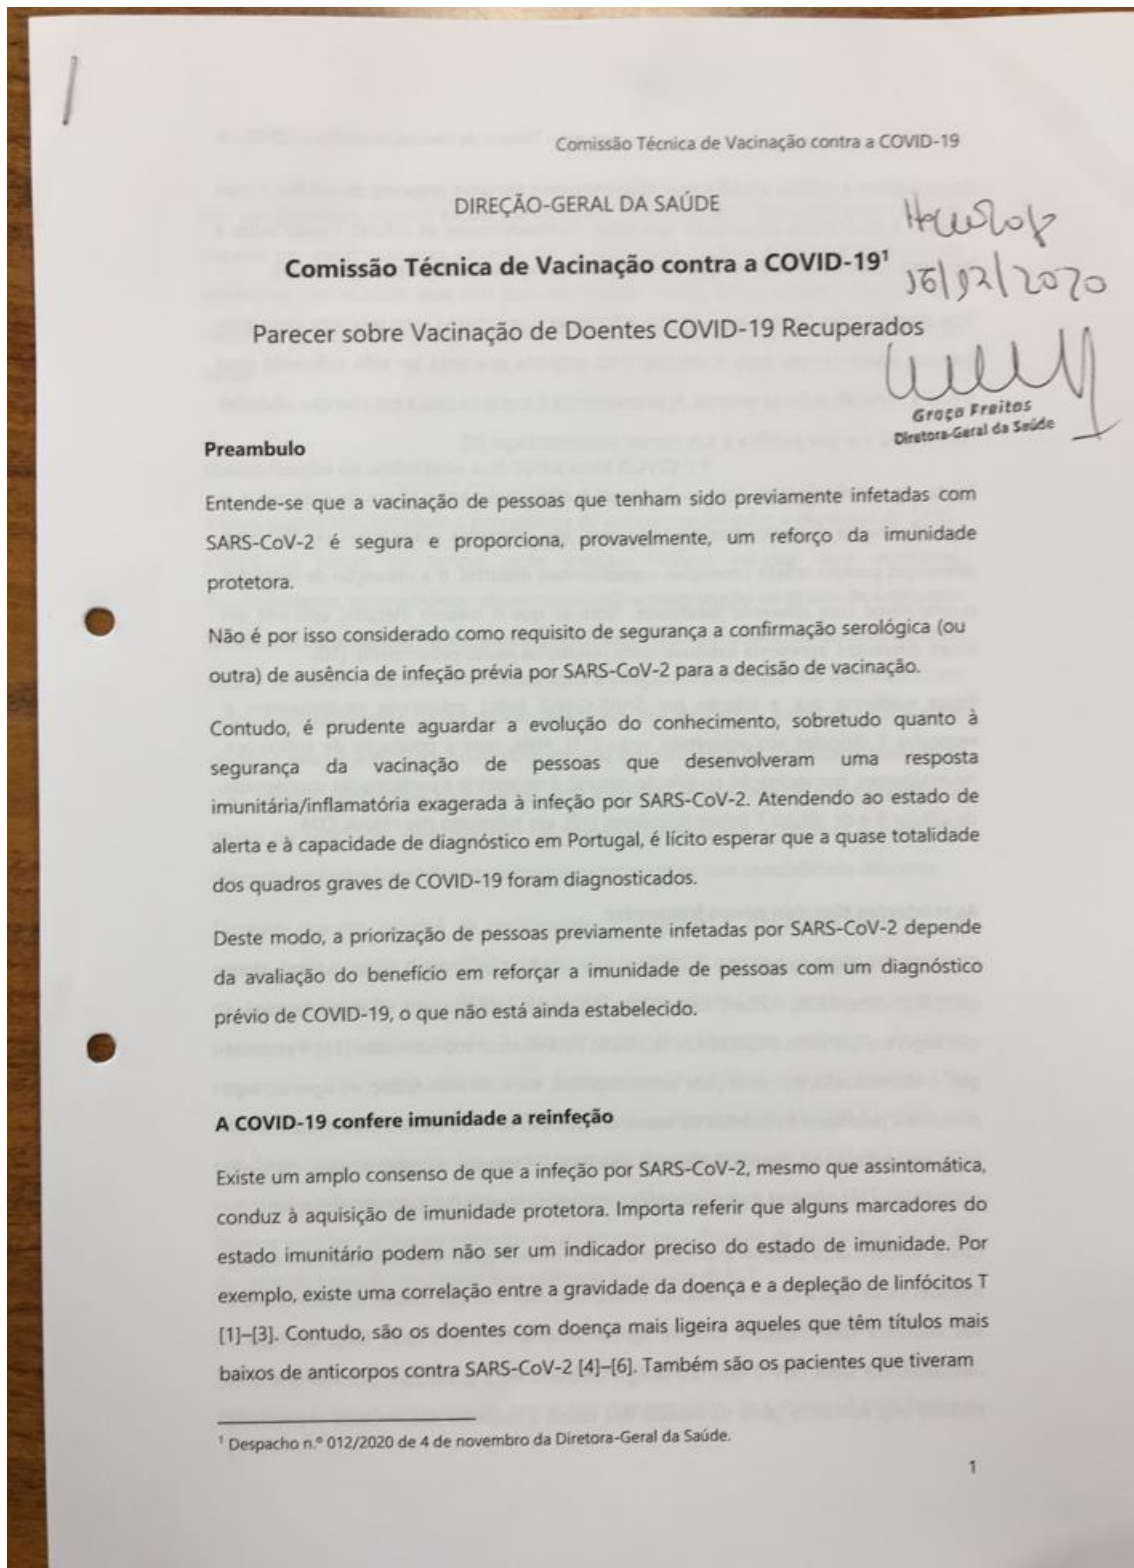 Comissão Técnica de Vacinação contra a COVID-19
DIREÇÃO-GERAL DA SAÚDE
Comissão Técnica de Vacinação contra a COVID-19¹
16/12/2020
Parecer sobre Vacinação de Doentes COVID-19 Recuperados
Graça Freitas
Diretora-Geral da Saúde
Preambulo
Entende-se que a vacinação de pessoas que tenham sido previamente infetadas com
SARS-CoV-2 é segura e proporciona, provavelmente, um reforço da imunidade
protetora.
Não é por isso considerado como requisito de segurança a confirmação serológica (ou
outra) de ausência de infeção prévia por SARS-CoV-2 para a decisão de vacinação.
Contudo, é prudente aguardar a evolução do conhecimento, sobretudo quanto à
segurança da vacinação de pessoas que desenvolveram uma resposta
imunitária/inflamatória exagerada à infeção por SARS-CoV-2. Atendendo ao estado de
alerta e à capacidade de diagnóstico em Portugal, é lícito esperar que a quase totalidade
dos quadros graves de COVID-19 foram diagnosticados.
Deste modo, a priorização de pessoas previamente infetadas por SARS-CoV-2 depende
da avaliação do benefício em reforçar a imunidade de pessoas com um diagnóstico
prévio de COVID-19, o que não está ainda estabelecido.
A COVID-19 confere imunidade a reinfeção
Existe um amplo consenso de que a infeção por SARS-CoV-2, mesmo que assintomática,
conduz à aquisição de imunidade protetora. Importa referir que alguns marcadores do
estado imunitário podem não ser um indicador preciso do estado de imunidade. Por
exemplo, existe uma correlação entre a gravidade da doença e a depleção de linfócitos T
[1]–[3]. Contudo, são os doentes com doença mais ligeira aqueles que têm títulos mais
baixos de anticorpos contra SARS-CoV-2 [4]–[6]. Também são os pacientes que tiveram
¹ Despacho n.º 012/2020 de 4 de novembro da Diretora-Geral da Saúde.
1